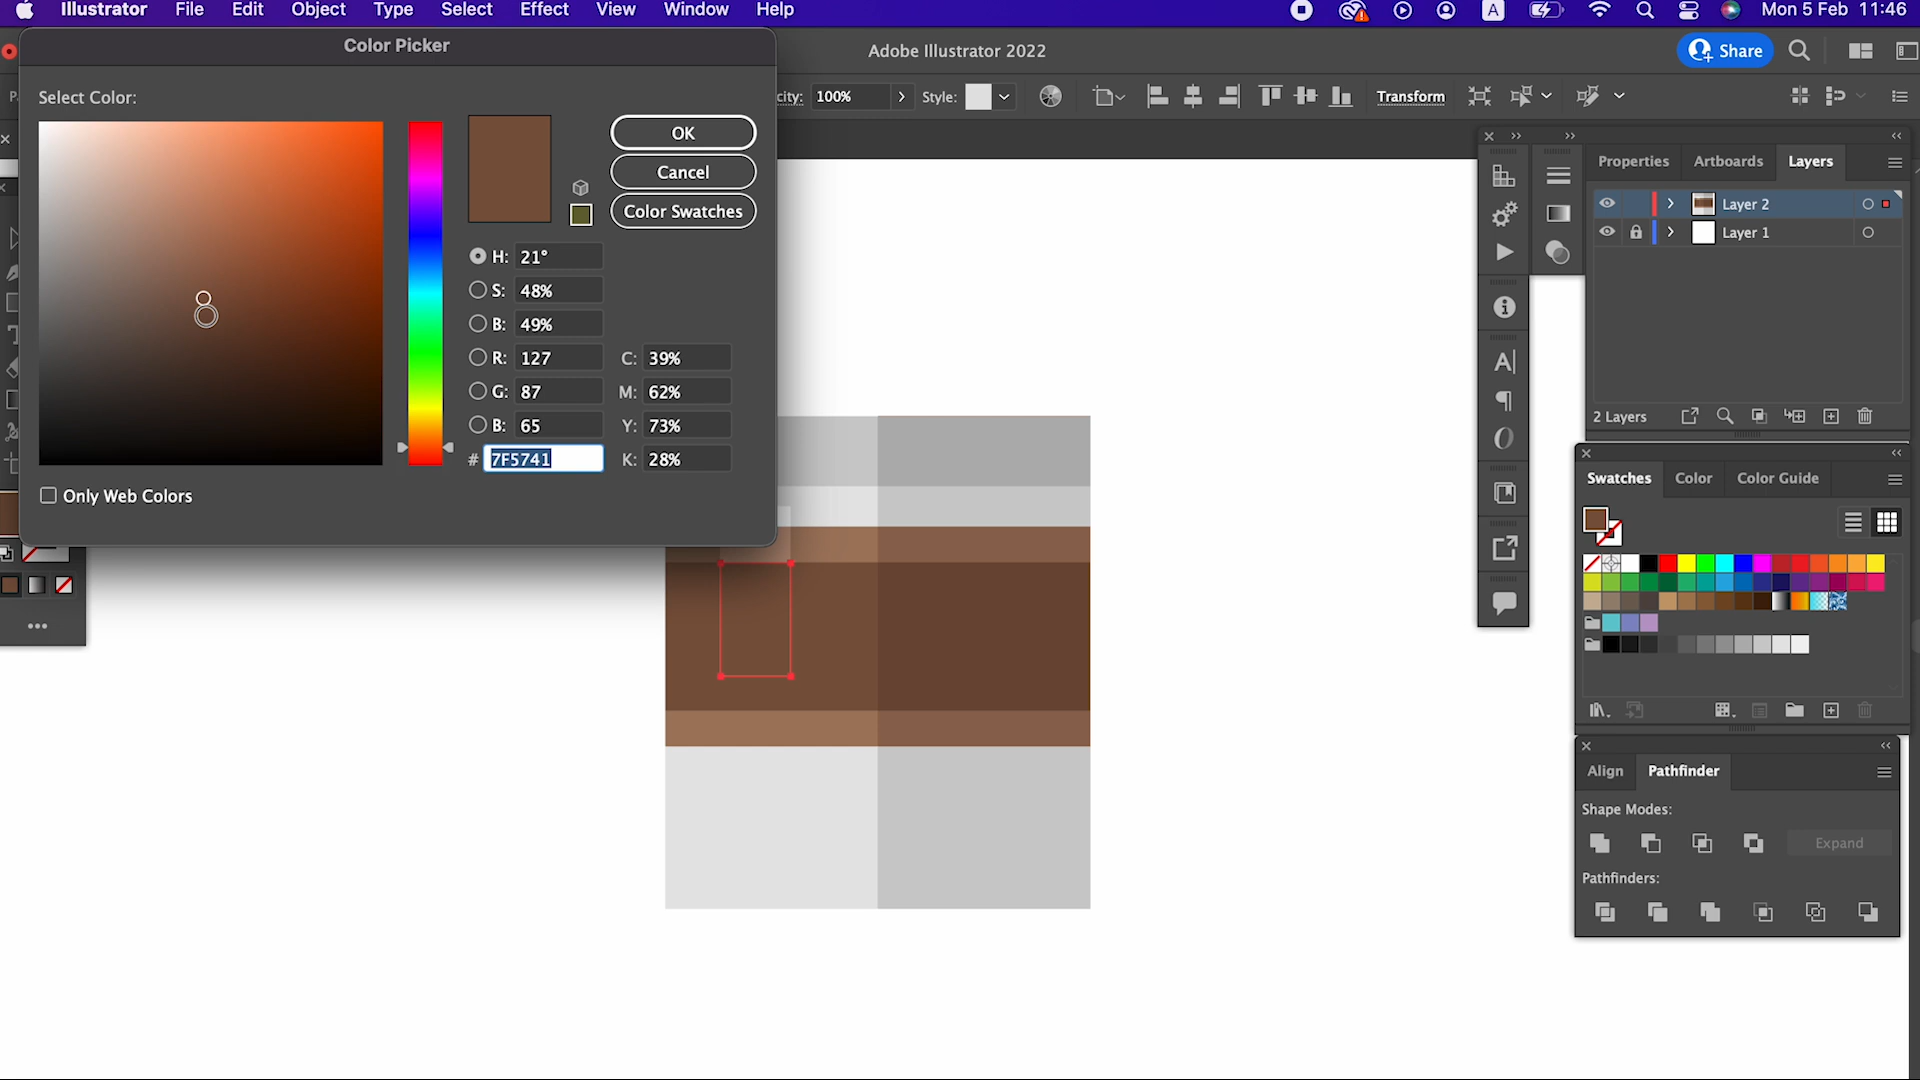 Illustrator File Edit Object Type Select Effect View Window Help
A
Mon 5 Feb 11:46
Color Picker
Adobe Illustrator 2022
Share
Select Color:
OK
Cancel
Color Swatches
city: 100%
Style:
Transform
H: 21°
S: 48%
B: 49%
R: 127
C: 39%
G: 87
M: 62%
B: 65
Y: 73%
# 7F5741
K: 28%
Only Web Colors
Properties
Artboards
Layers
Layer 2
Layer 1
2 Layers
Swatches
Color
Color Guide
Align
Pathfinder
Shape Modes:
Expand
Pathfinders: